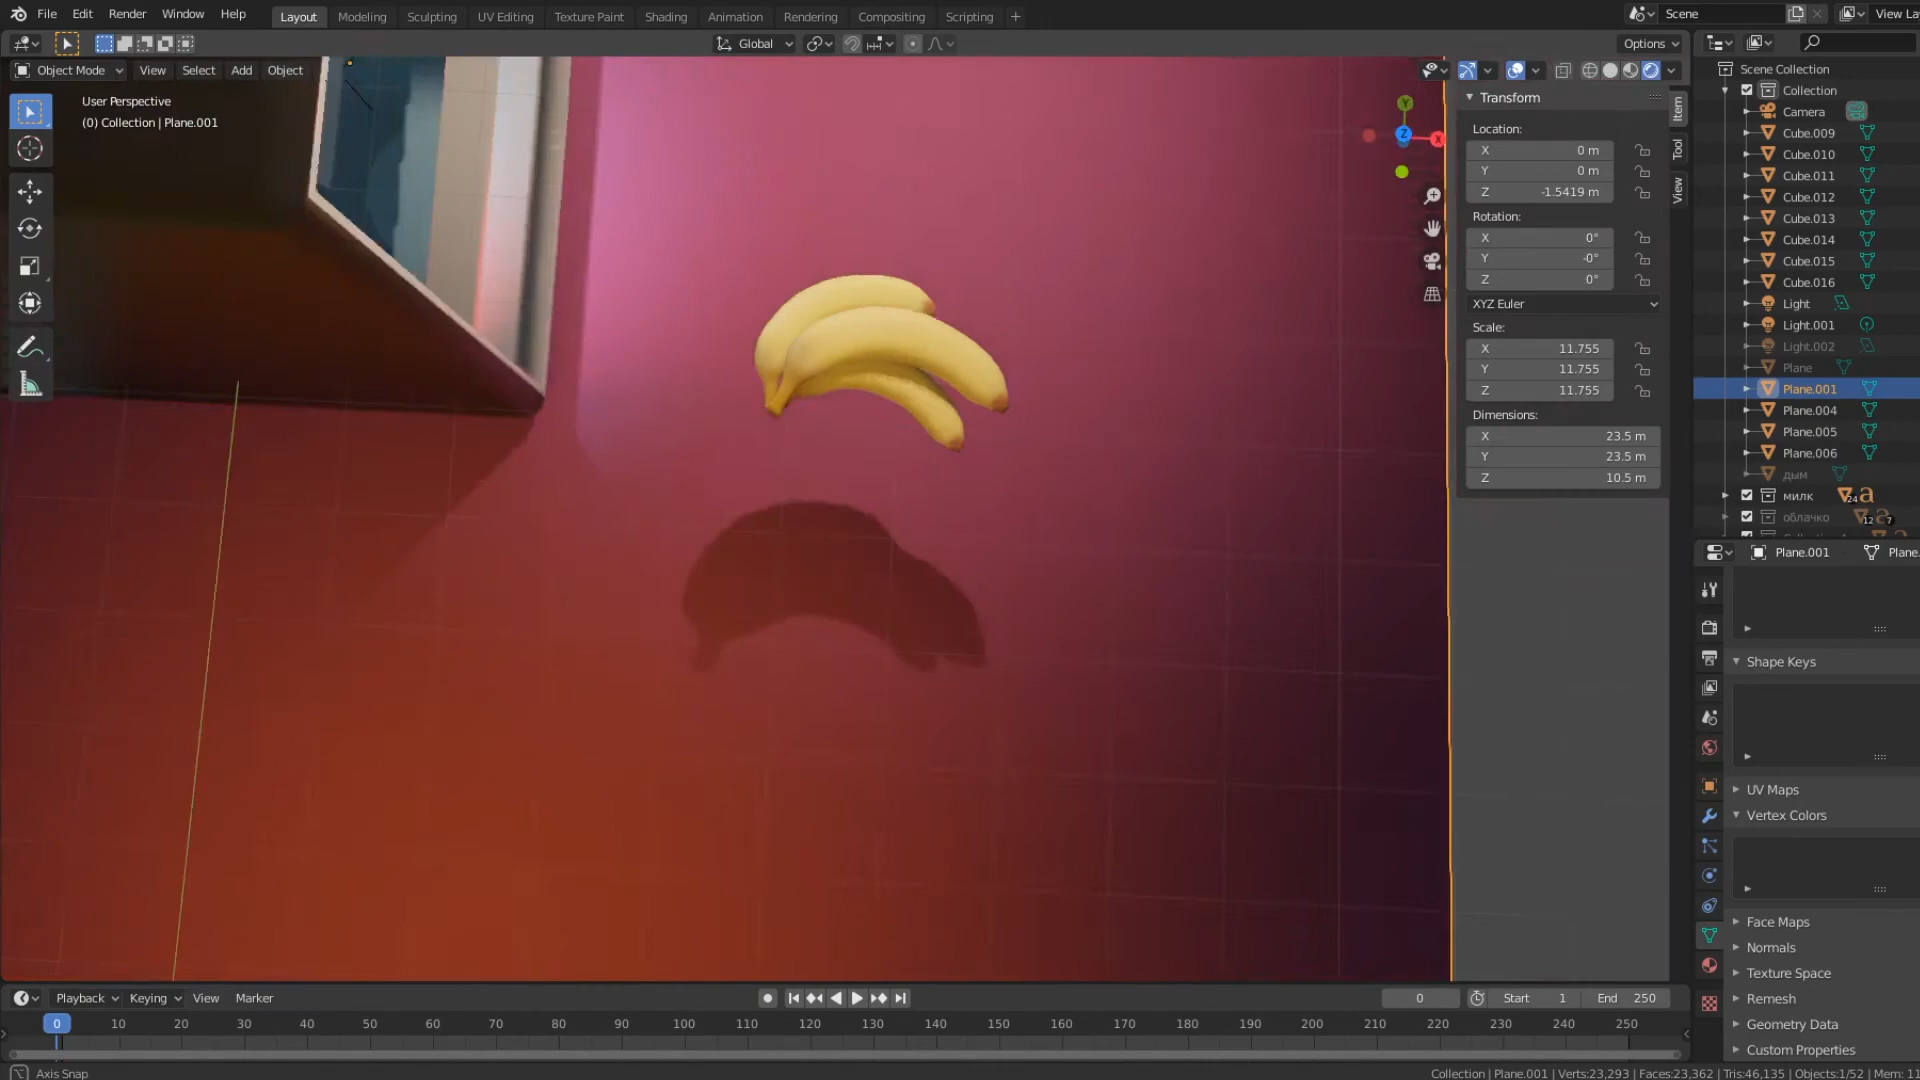 File Edit Render Window Help Layout Modeling Sculpting UV Editing Texture Paint Shading Animation Rendering Compositing Scripting + Scene View La
Global Options
Object Mode View Select Add Object
User Perspective
(0) Collection | Plane.001
Y
Z
X
Item
Tool
View
Transform
Location:
X 0 m
Y 0 m
Z -1.5419 m
Rotation:
X 0°
Y -0°
Z 0°
XYZ Euler
Scale:
X 11.755
Y 11.755
Z 11.755
Dimensions:
X 23.5 m
Y 23.5 m
Z 10.5 m
Scene Collection
Collection
Camera
Cube.009
Cube.010
Cube.011
Cube.012
Cube.013
Cube.014
Cube.015
Cube.016
Light
Light.001
Light.002
Plane
Plane.001
Plane.004
Plane.005
Plane.006
дым
милк 24
облачко 12 7
Plane.001 Plane.
Shape Keys
UV Maps
Vertex Colors
Face Maps
Normals
Texture Space
Remesh
Geometry Data
Custom Properties
Playback Keying View Marker 0 Start 1 End 250
0 10 20 30 40 50 60 70 80 90 100 110 120 130 140 150 160 170 180 190 200 210 220 230 240 250
Axis Snap Collection | Plane.001 | Verts:23,293 | Faces:23,362 | Tris:46,135 | Objects:1/52 | Mem: 11